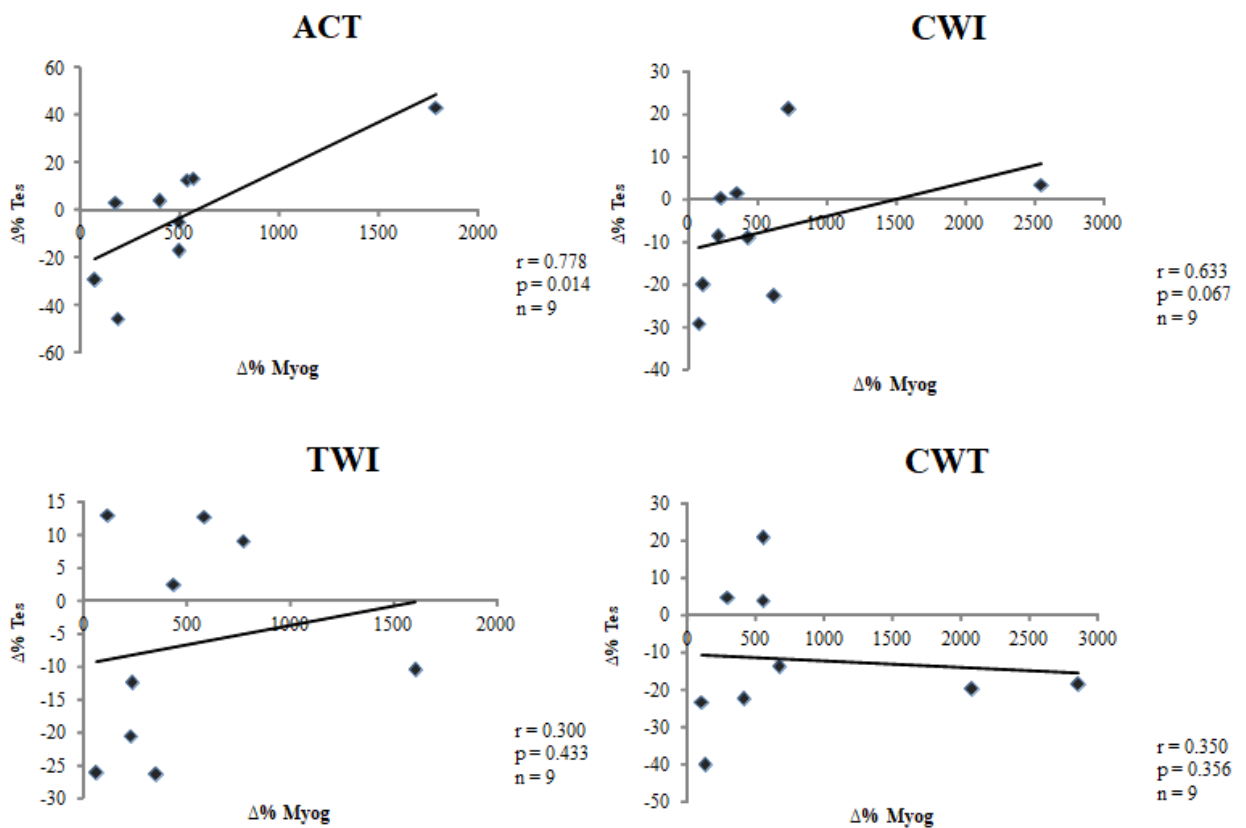 ACT
60
40
20
0
-20
-40
-60
0
500
1000
1500
2000
Δ% Tes
Δ% Myog
r = 0.778
p = 0.014
n = 9
CWI
30
20
10
0
-10
-20
-30
-40
0
500
1000
1500
2000
2500
3000
Δ% Tes
Δ% Myog
r = 0.633
p = 0.067
n = 9
TWI
15
10
5
0
-5
-10
-15
-20
-25
-30
0
500
1000
1500
2000
Δ% Tes
Δ% Myog
r = 0.300
p = 0.433
n = 9
CWT
30
20
10
0
-10
-20
-30
-40
-50
0
500
1000
1500
2000
2500
3000
Δ% Tes
Δ% Myog
r = 0.350
p = 0.356
n = 9